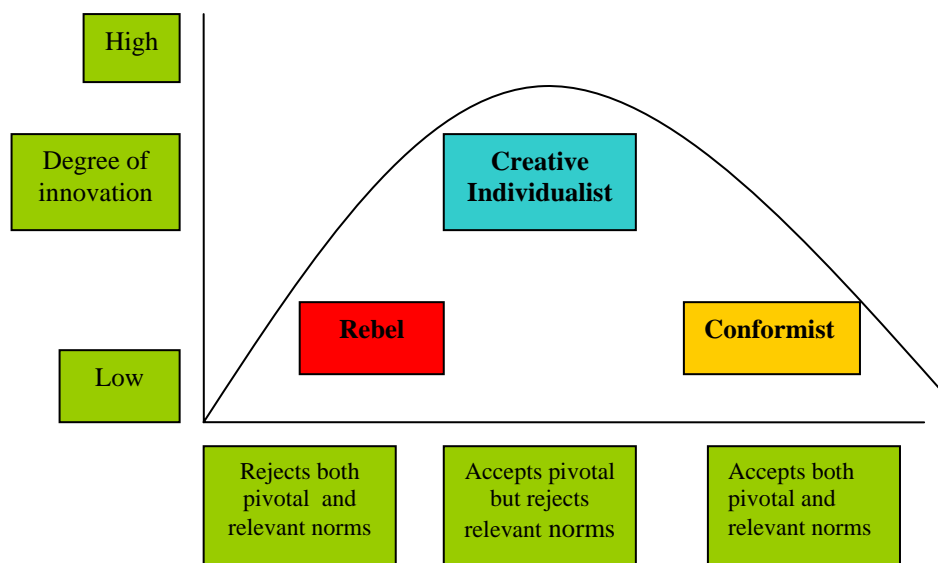 High
Degree of
innovation
Creative
Individualist
Rebel
Conformist
Low
Rejects both
pivotal and
relevant norms
Accepts pivotal
but rejects
relevant norms
Accepts both
pivotal and
relevant norms